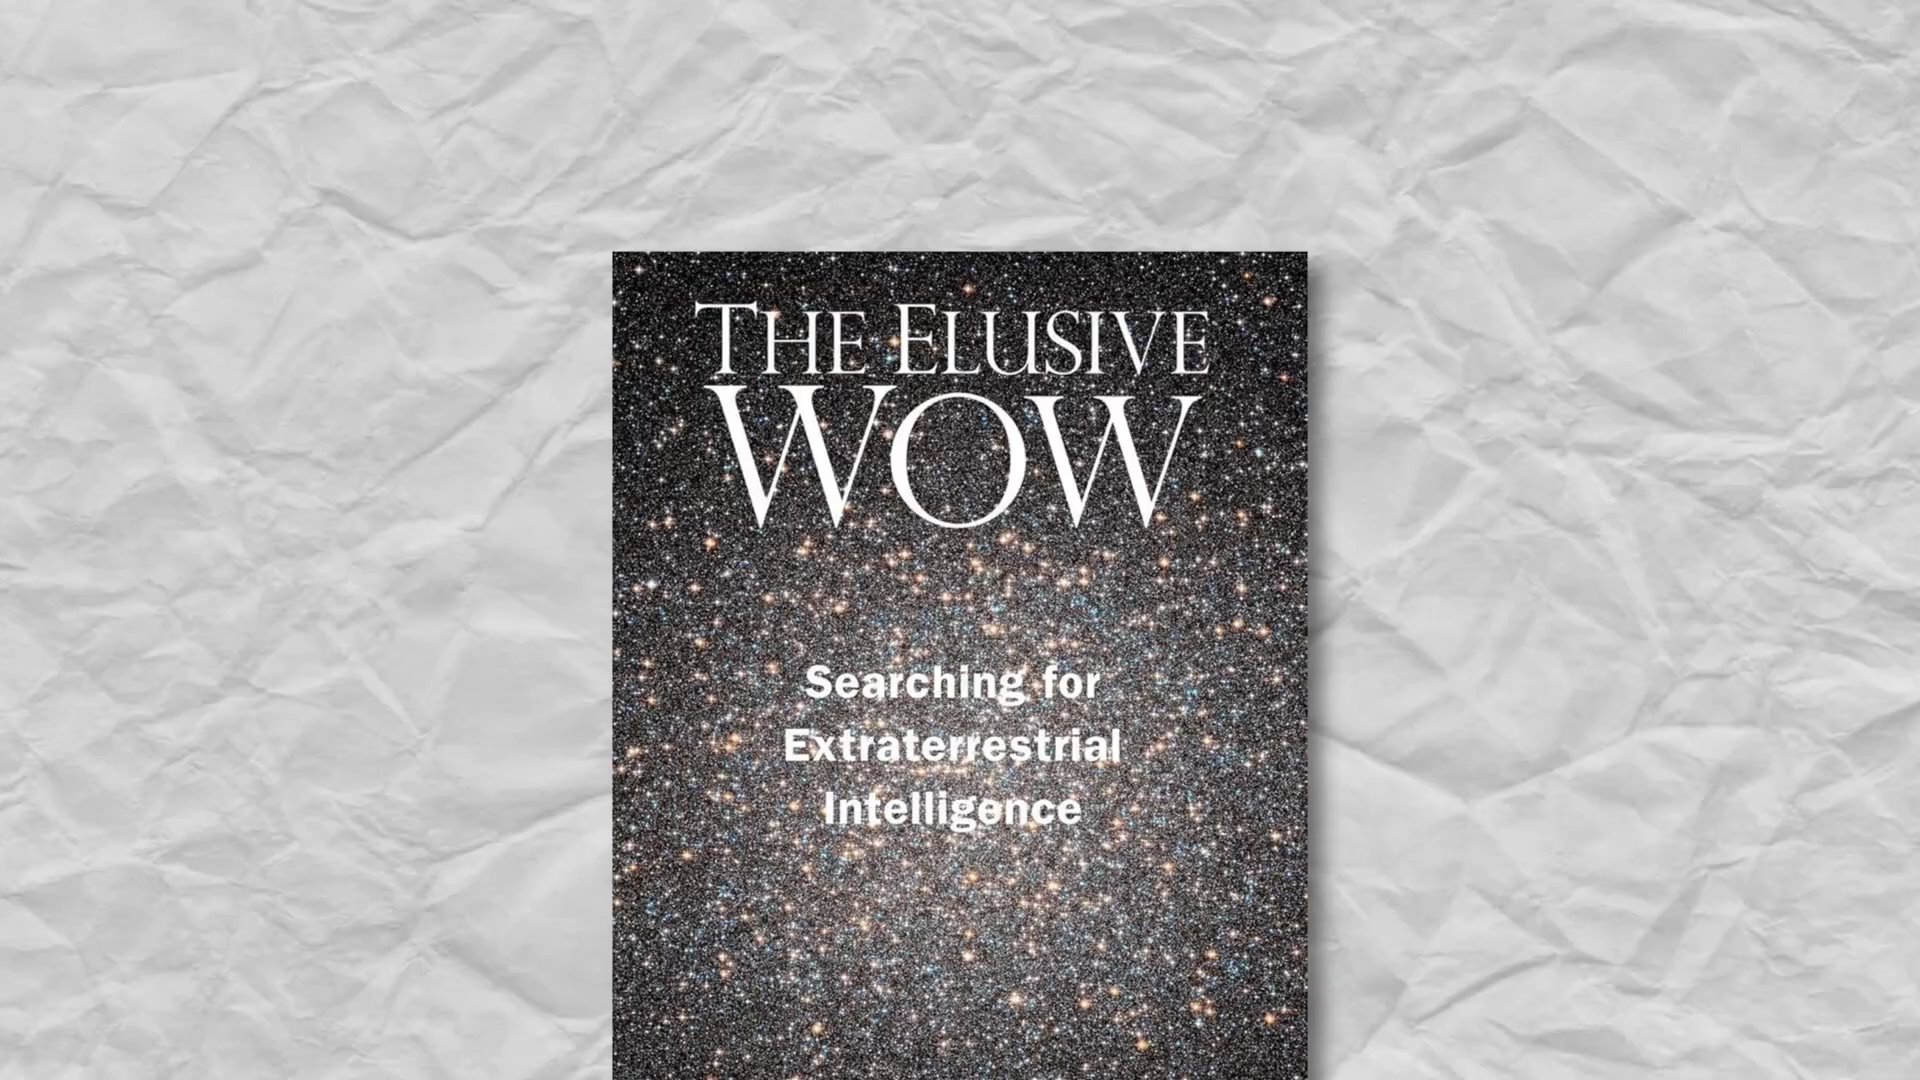 THE ELUSIVE
WOW
Searching for
Extraterrestrial
Intelligence